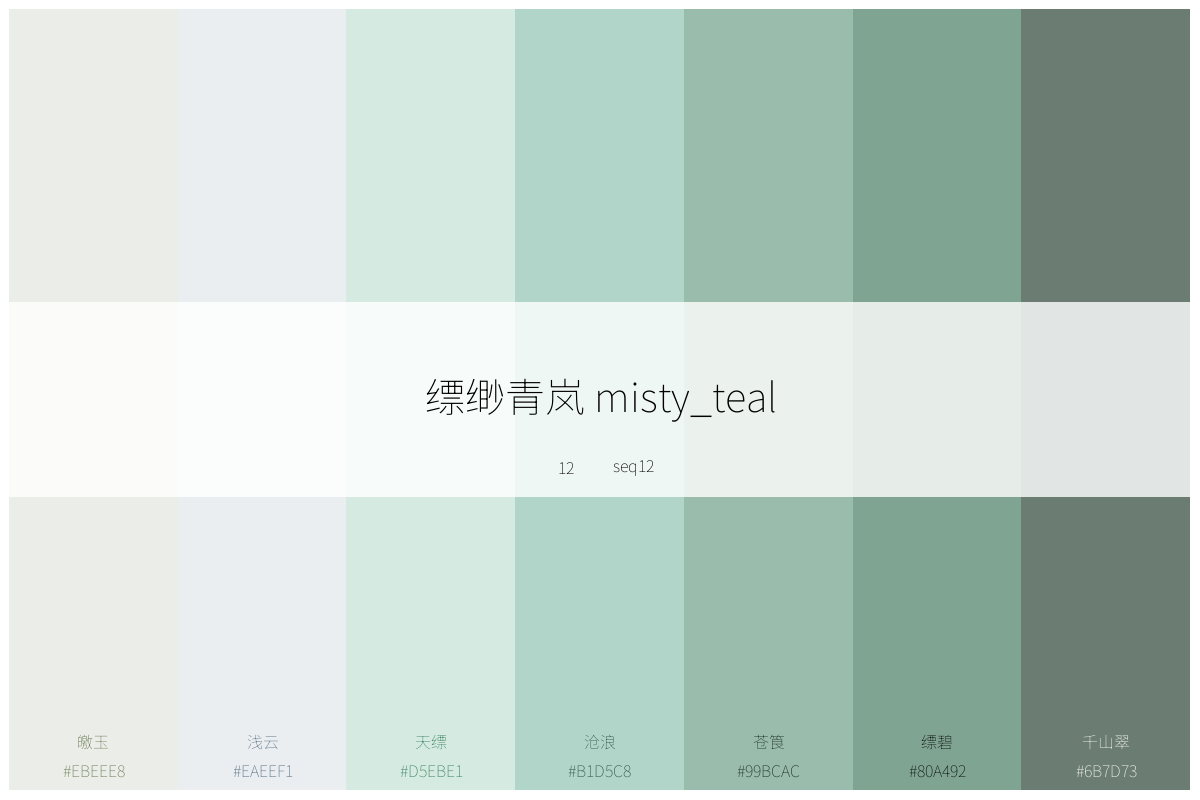 缥缈青岚 misty_teal
12 seq12
皦玉 浅云 天缥 沧浪 苍筤 缥碧 千山翠
#EBEEE8 #EAEEF1 #D5EBE1 #B1D5C8 #99BCAC #80A492 #6B7D73